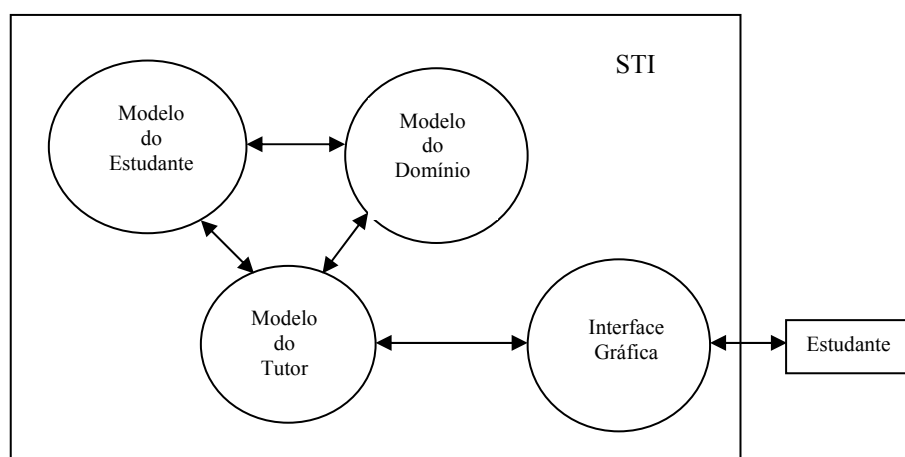 STI
Modelo
do
Estudante
Modelo
do
Domínio
Modelo
do
Tutor
Interface
Gráfica
Estudante